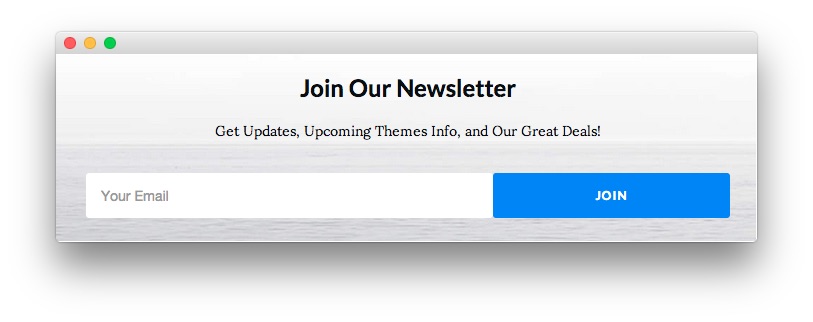 Join Our Newsletter
Get Updates, Upcoming Themes Info, and Our Great Deals!
Your Email
JOIN